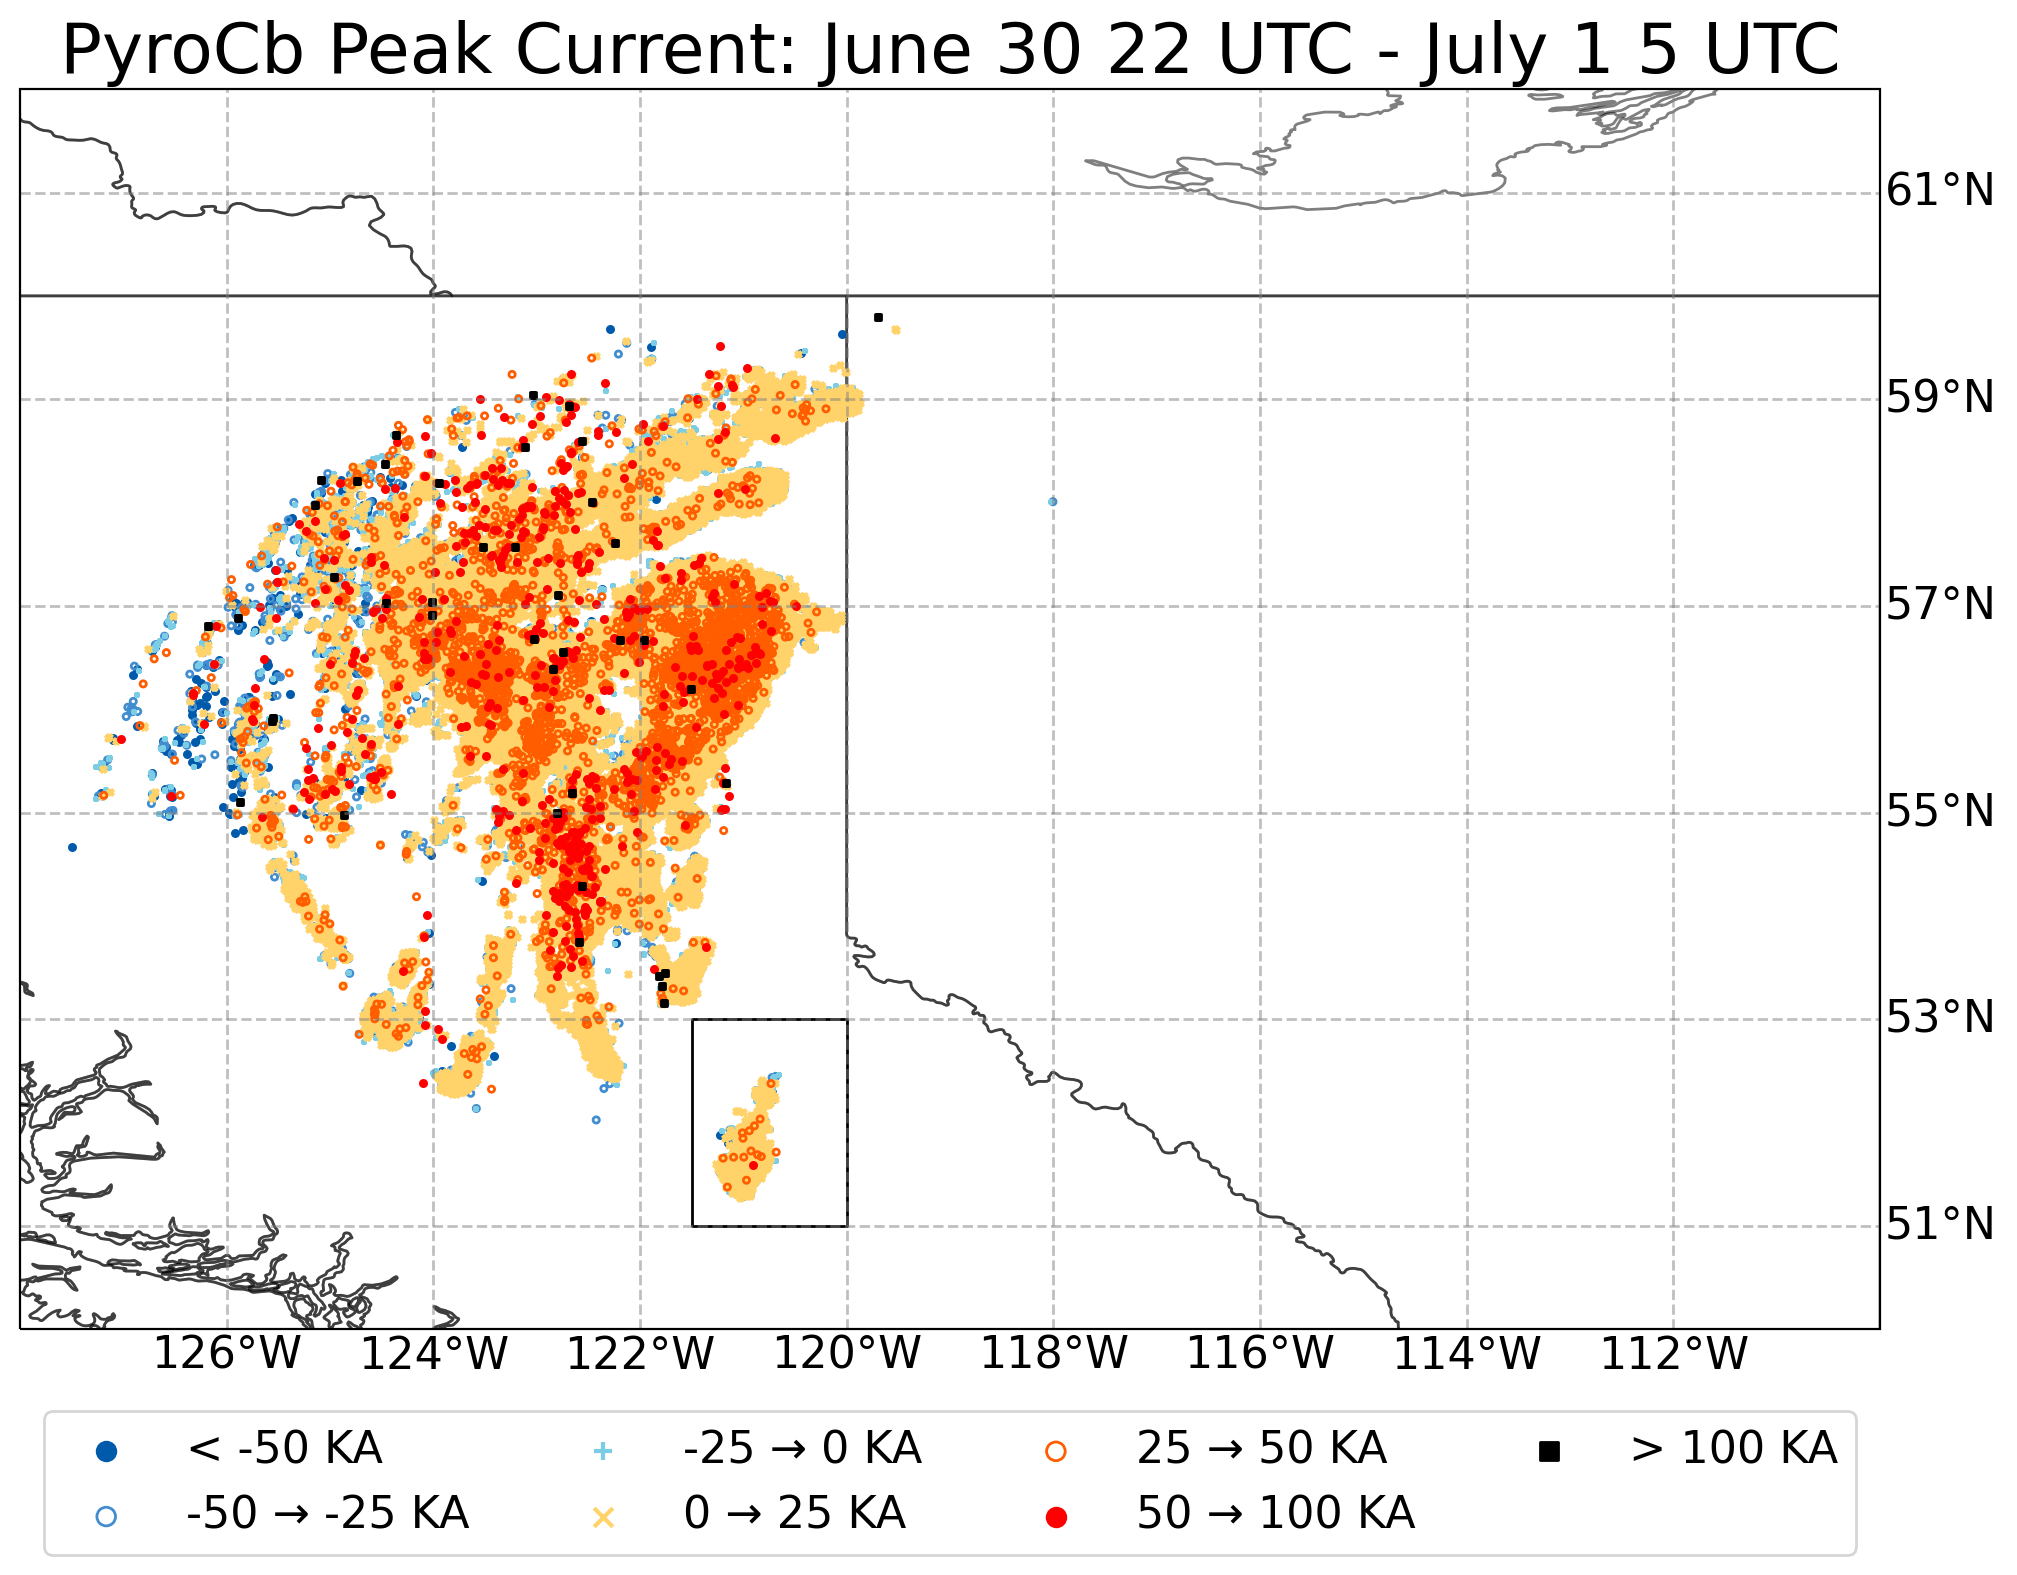 PyroCb Peak Current: June 30 22 UTC - July 1 5 UTC
61°N
59°N
57°N
55°N
53°N
51°N
126°W 124°W 122°W 120°W 118°W 116°W 114°W 112°W
< -50 KA -25 → 0 KA 25 → 50 KA > 100 KA
-50 → -25 KA 0 → 25 KA 50 → 100 KA